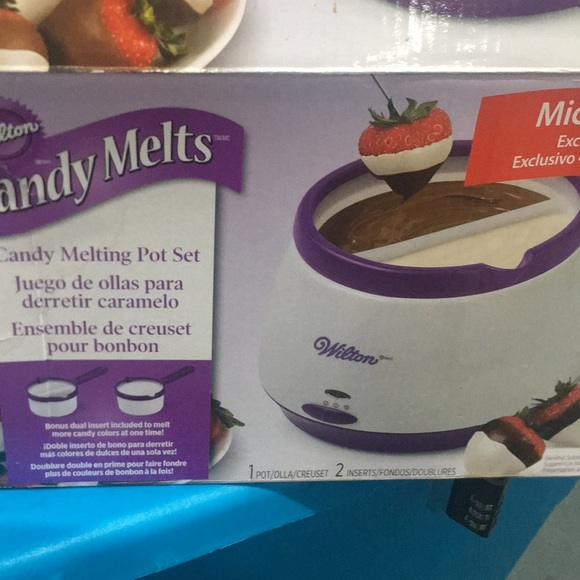 lton
andy Melts™
Candy Melting Pot Set
Juego de ollas para
derretir caramelo
Ensemble de creuset
pour bonbon
Bonus dual insert included to melt
more candy colors at one time!
¡Doble inserto de bono para derretir
más colores de dulces de una sola vez!
Doublure double en prime pour faire fondre
plus de couleurs de bonbon à la fois!
Mic
Exc
Exclusivo
Wilton
1 POT/OLLA/CREUSET 2 INSERTS/FONDOS/DOUBLURES